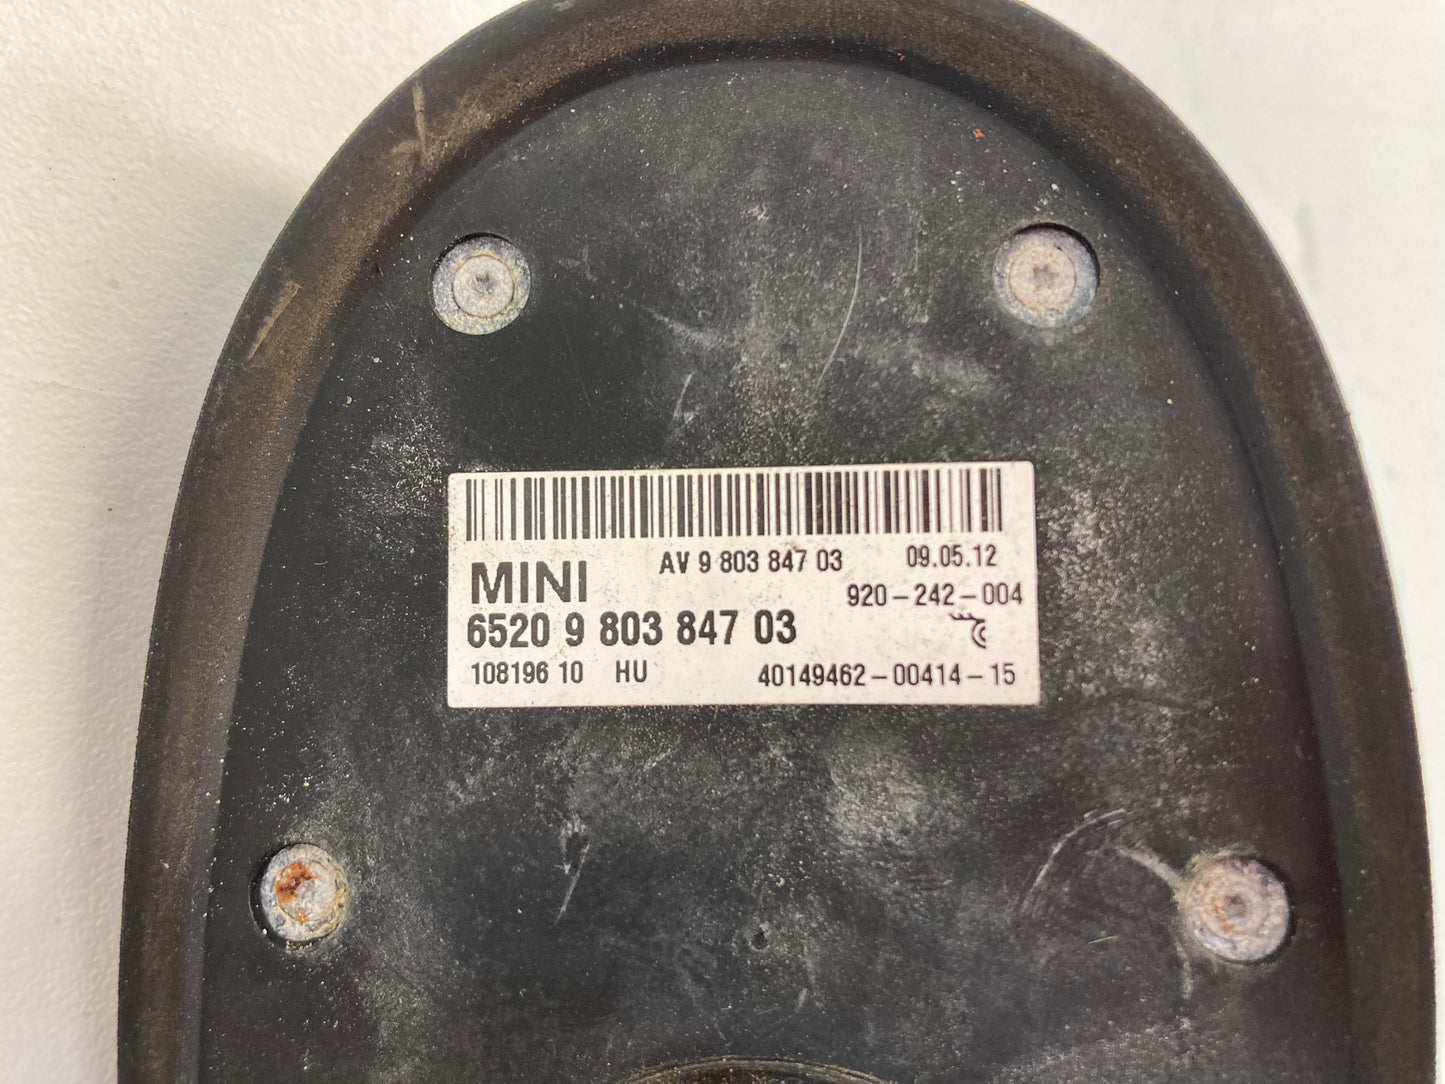 AV 9 803 847 03 09.05.12
MINI 920-242-004
6520 9 803 847 03
108196 10 HU 40149462-00414-15